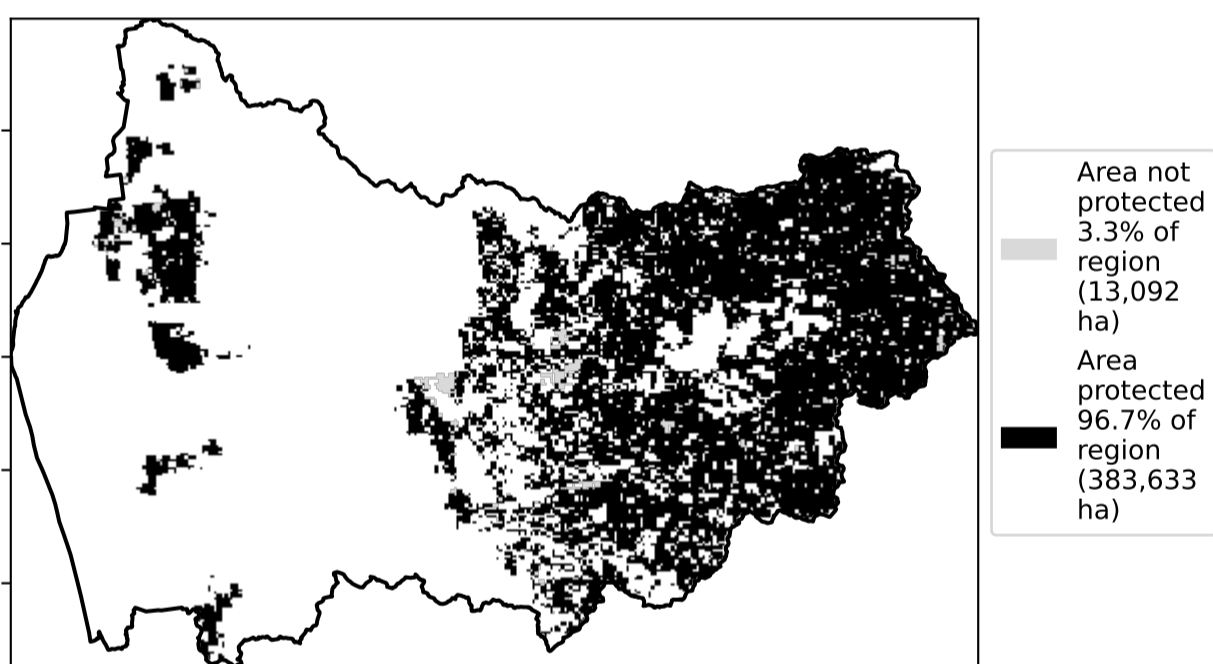 Area not
protected
3.3% of
region
(13,092
ha)
Area
protected
96.7% of
region
(383,633
ha)